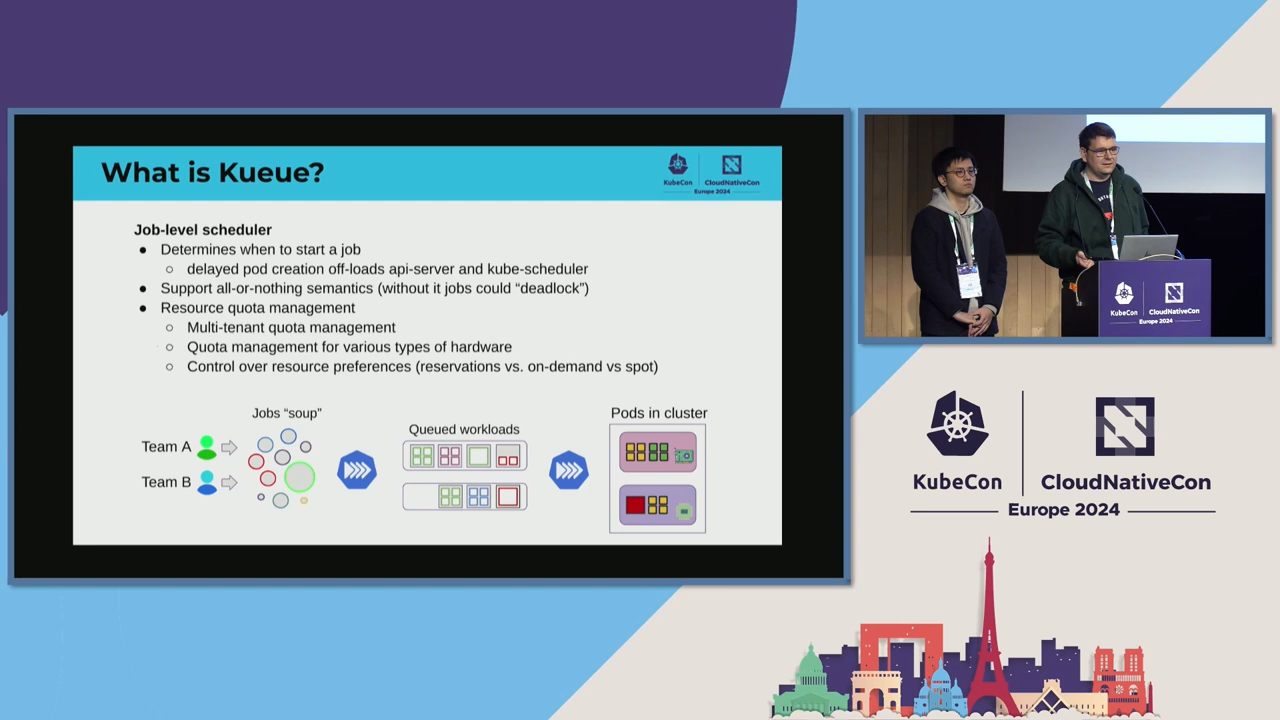 What is Kueue?
KubeCon
CloudNativeCon
Europe 2024
Job-level scheduler
● Determines when to start a job
○ delayed pod creation off-loads api-server and kube-scheduler
● Support all-or-nothing semantics (without it jobs could “deadlock”)
● Resource quota management
○ Multi-tenant quota management
○ Quota management for various types of hardware
○ Control over resource preferences (reservations vs. on-demand vs spot)
Jobs “soup”
Queued workloads
Pods in cluster
Team A
Team B
KubeCon
CloudNativeCon
Europe 2024
KubeCon
CloudNativeCon
Europe 2024